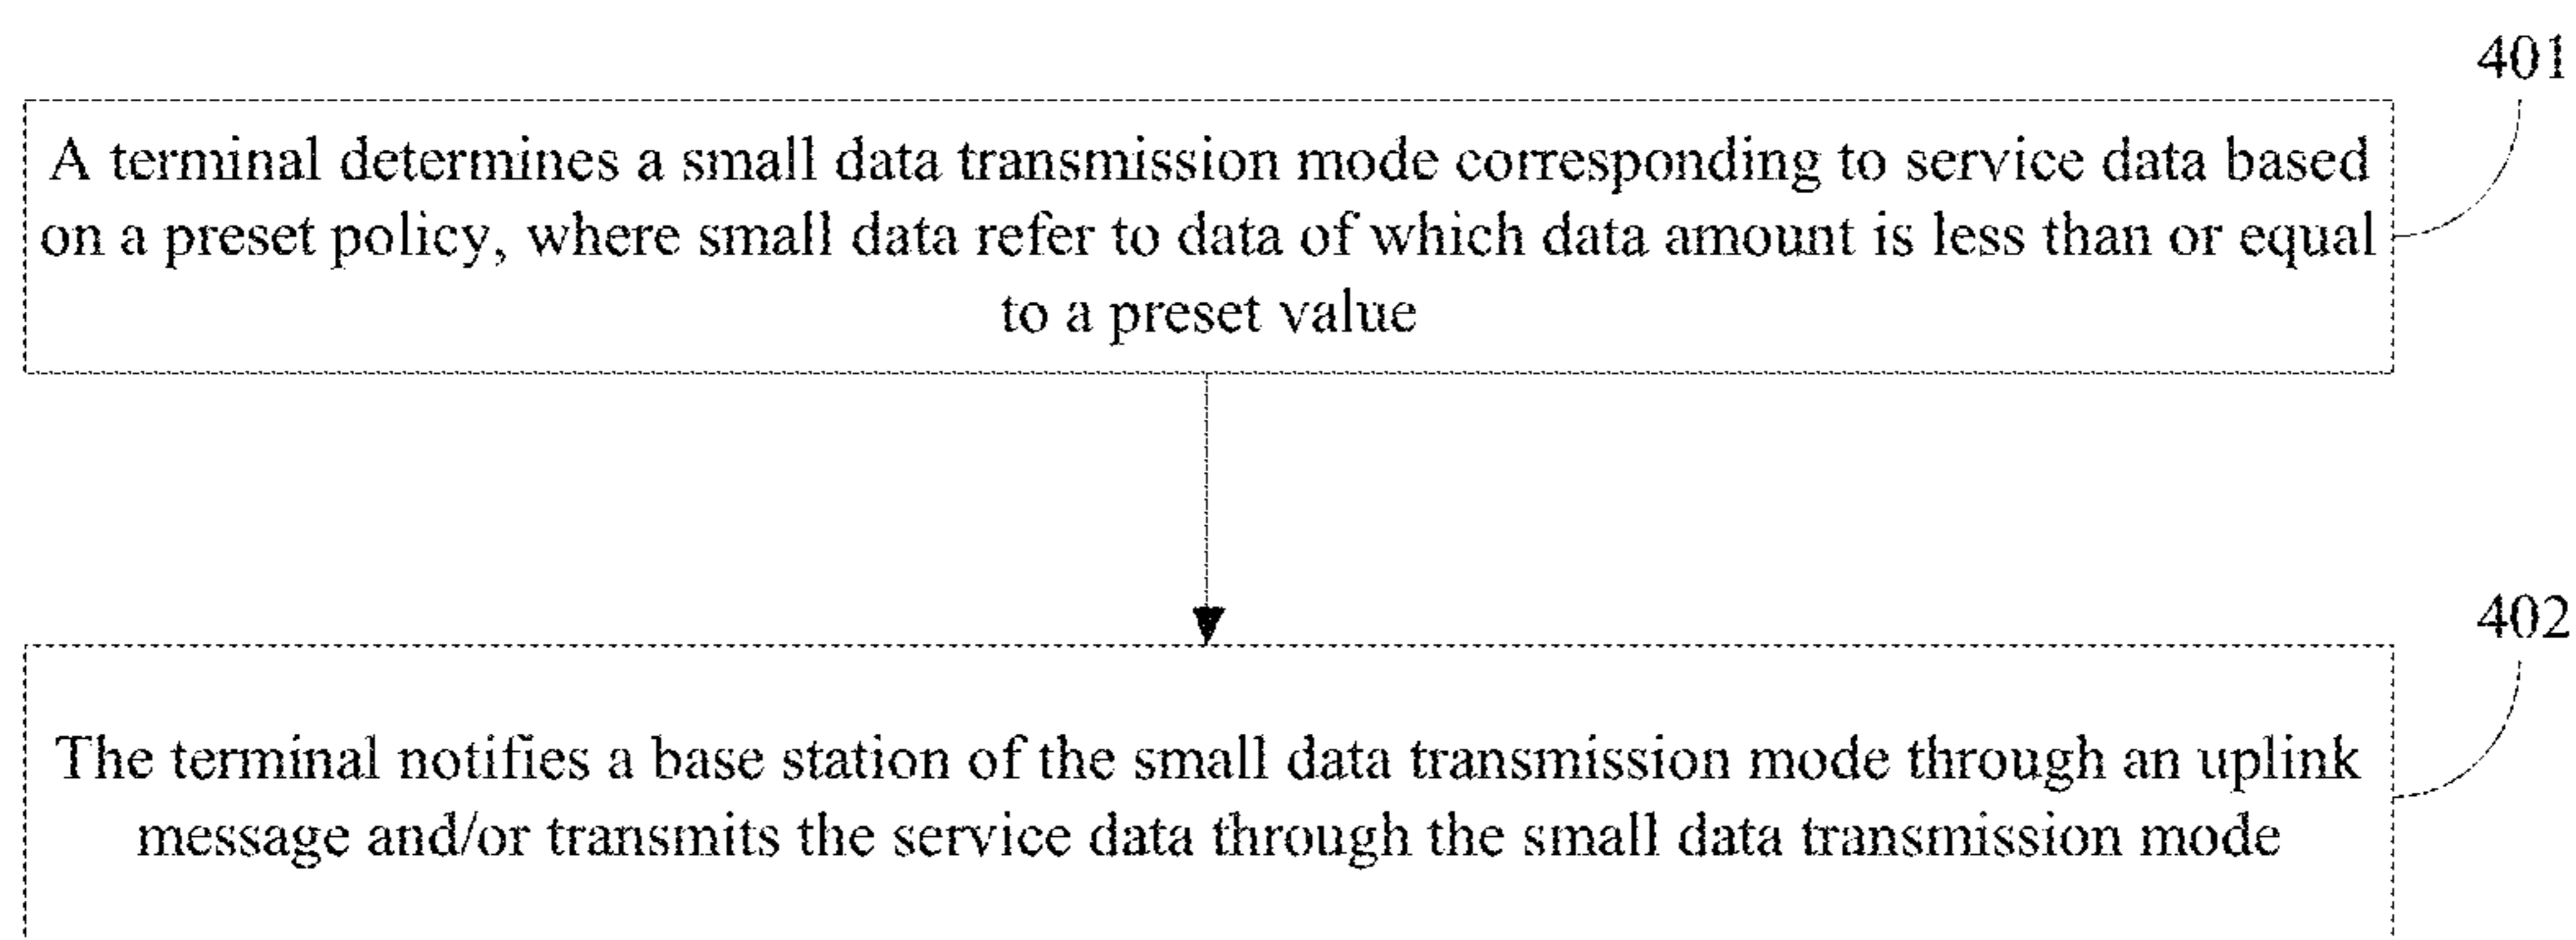 401
A terminal determines a small data transmission mode corresponding to service data based
on a preset policy, where small data refer to data of which data amount is less than or equal
to a preset value
402
The terminal notifies a base station of the small data transmission mode through an uplink
message and/or transmits the service data through the small data transmission mode